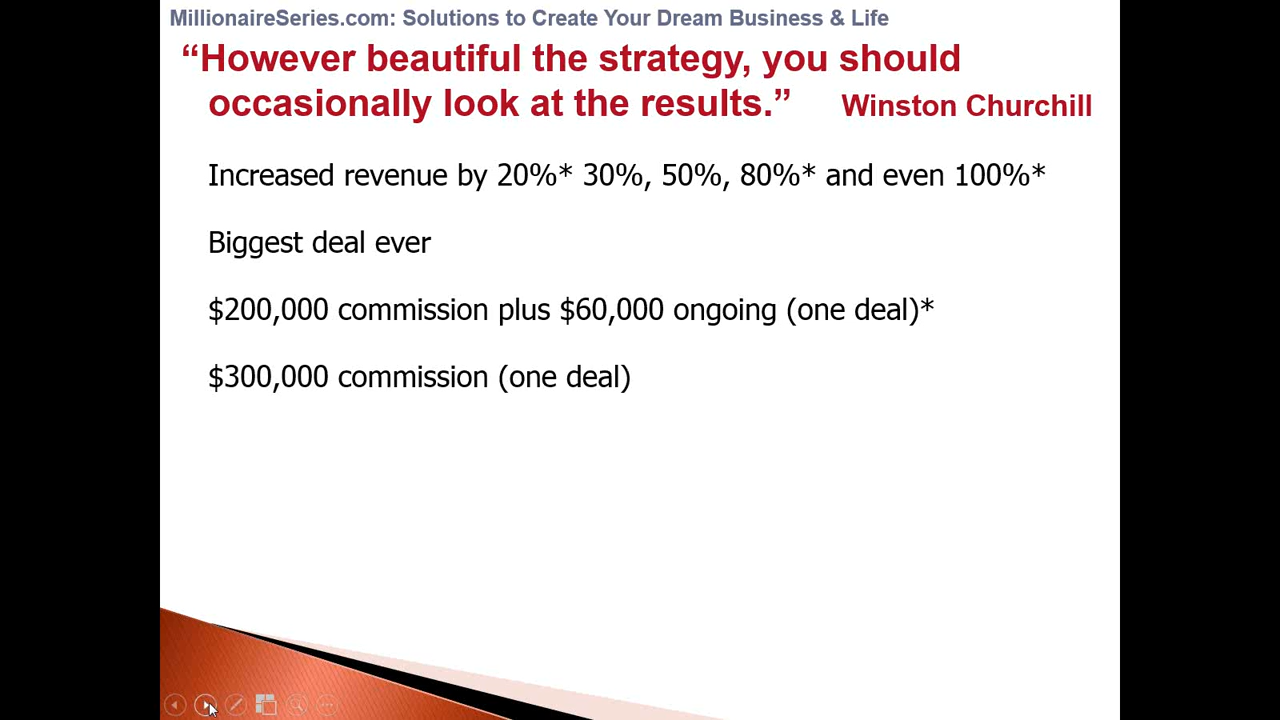 MillionaireSeries.com: Solutions to Create Your Dream Business & Life
“However beautiful the strategy, you should
occasionally look at the results.” Winston Churchill
Increased revenue by 20%* 30%, 50%, 80%* and even 100%*
Biggest deal ever
$200,000 commission plus $60,000 ongoing (one deal)*
$300,000 commission (one deal)